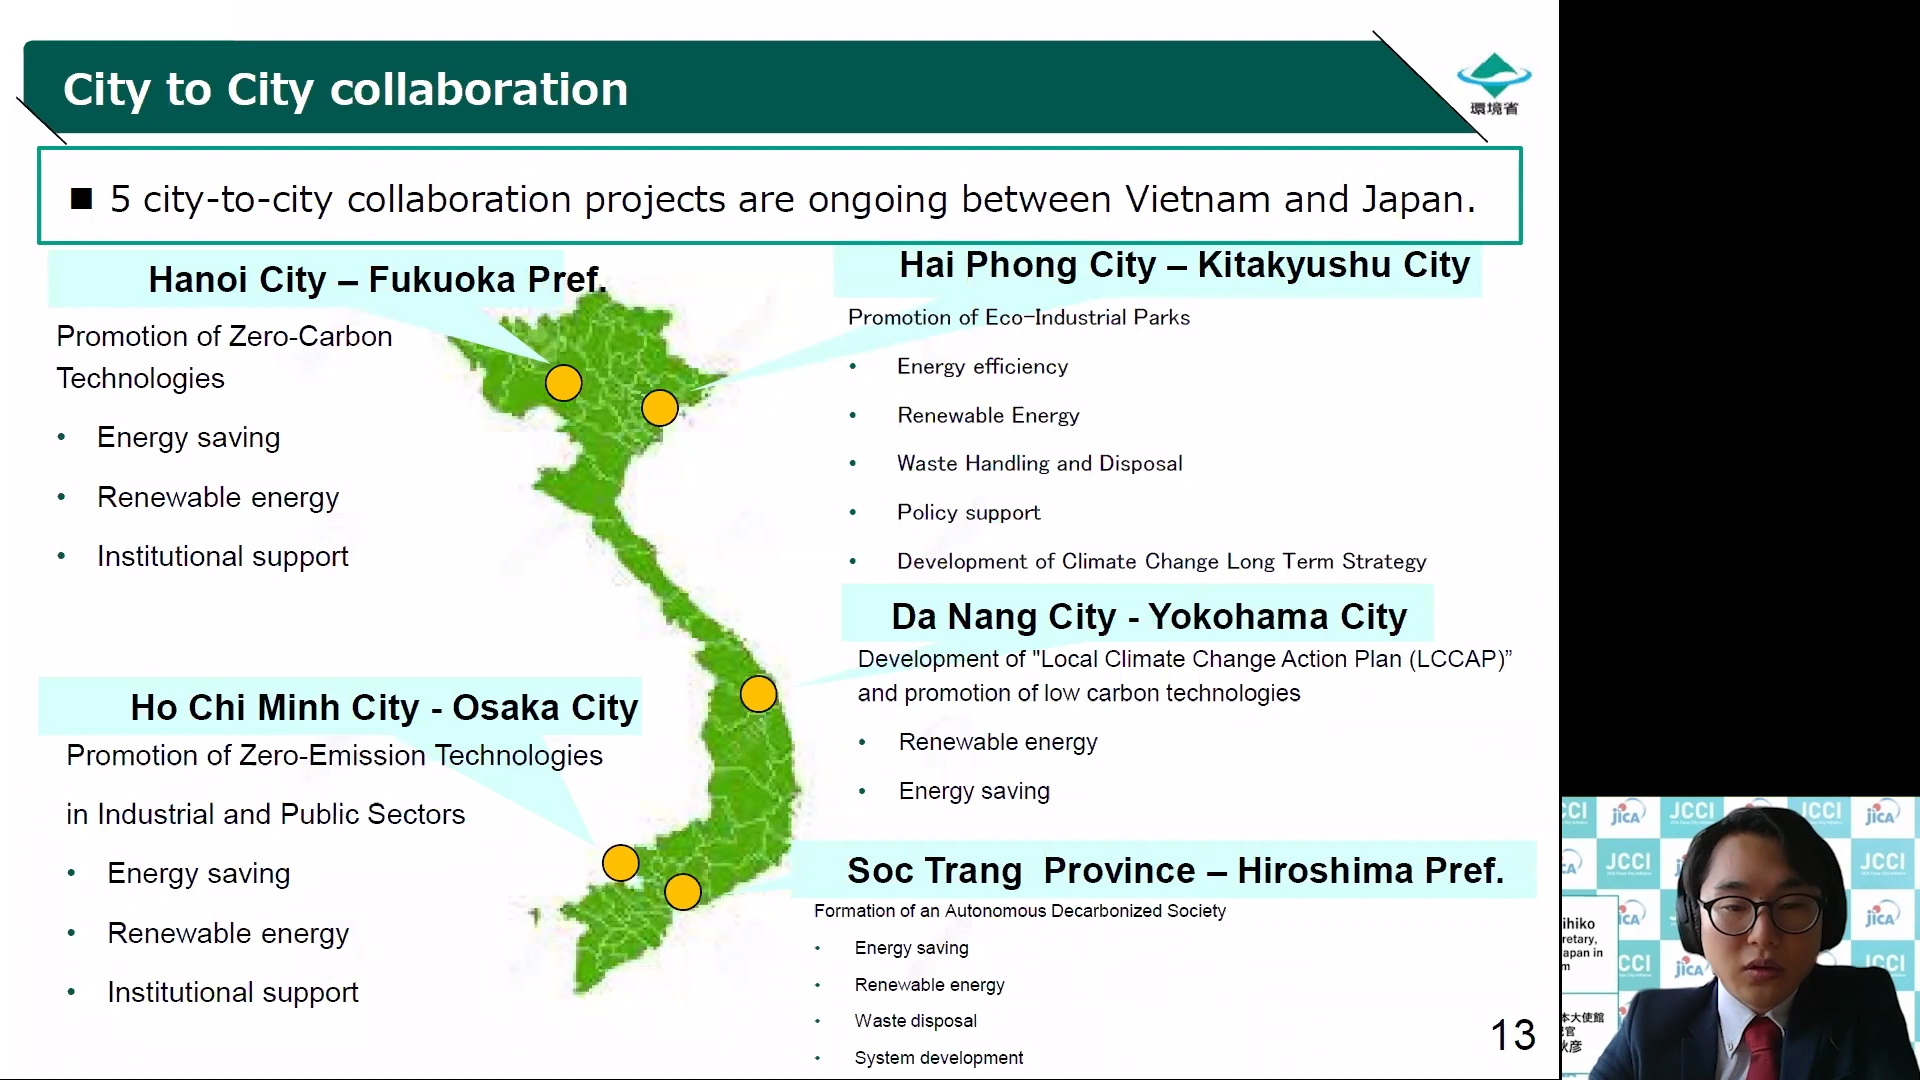 City to City collaboration
環境省
■ 5 city-to-city collaboration projects are ongoing between Vietnam and Japan.
Hanoi City – Fukuoka Pref.
Promotion of Zero-Carbon
Technologies
• Energy saving
• Renewable energy
• Institutional support
Hai Phong City – Kitakyushu City
Promotion of Eco-Industrial Parks
• Energy efficiency
• Renewable Energy
• Waste Handling and Disposal
• Policy support
• Development of Climate Change Long Term Strategy
Da Nang City - Yokohama City
Development of "Local Climate Change Action Plan (LCCAP)”
and promotion of low carbon technologies
• Renewable energy
• Energy saving
Ho Chi Minh City - Osaka City
Promotion of Zero-Emission Technologies
in Industrial and Public Sectors
• Energy saving
• Renewable energy
• Institutional support
Soc Trang  Province – Hiroshima Pref.
Formation of an Autonomous Decarbonized Society
• Energy saving
• Renewable energy
• Waste disposal
• System development
13
CCI JICA JCCI JCCI JICA
CA JCCI JCCI
ICA JICA
CCI JICA CCI
ihiko
retary,
apan in
m
本大使館
官
彦